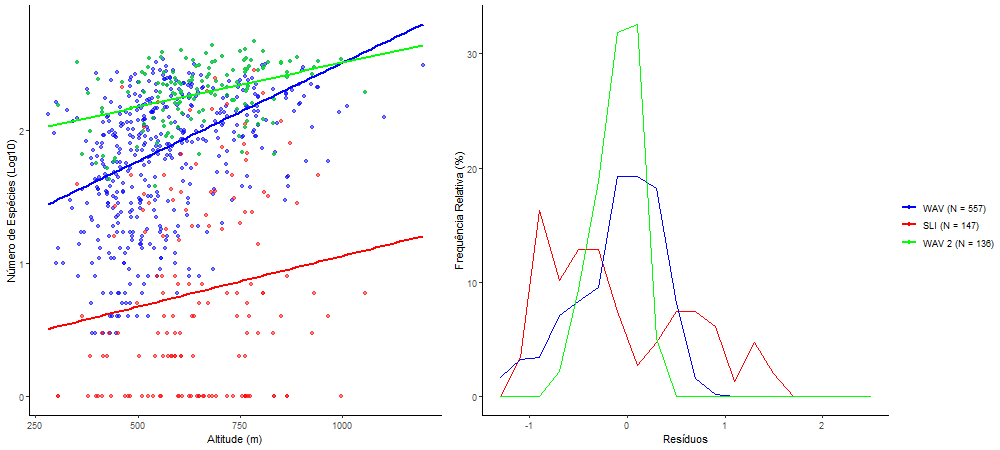 Número de Espécies (Log10)
2
1
0
250
500
750
1000
Altitude (m)
Frequência Relativa (%)
30
20
10
0
-1
0
1
2
Resíduos
WAV (N = 557)
SLI (N = 147)
WAV 2 (N = 136)